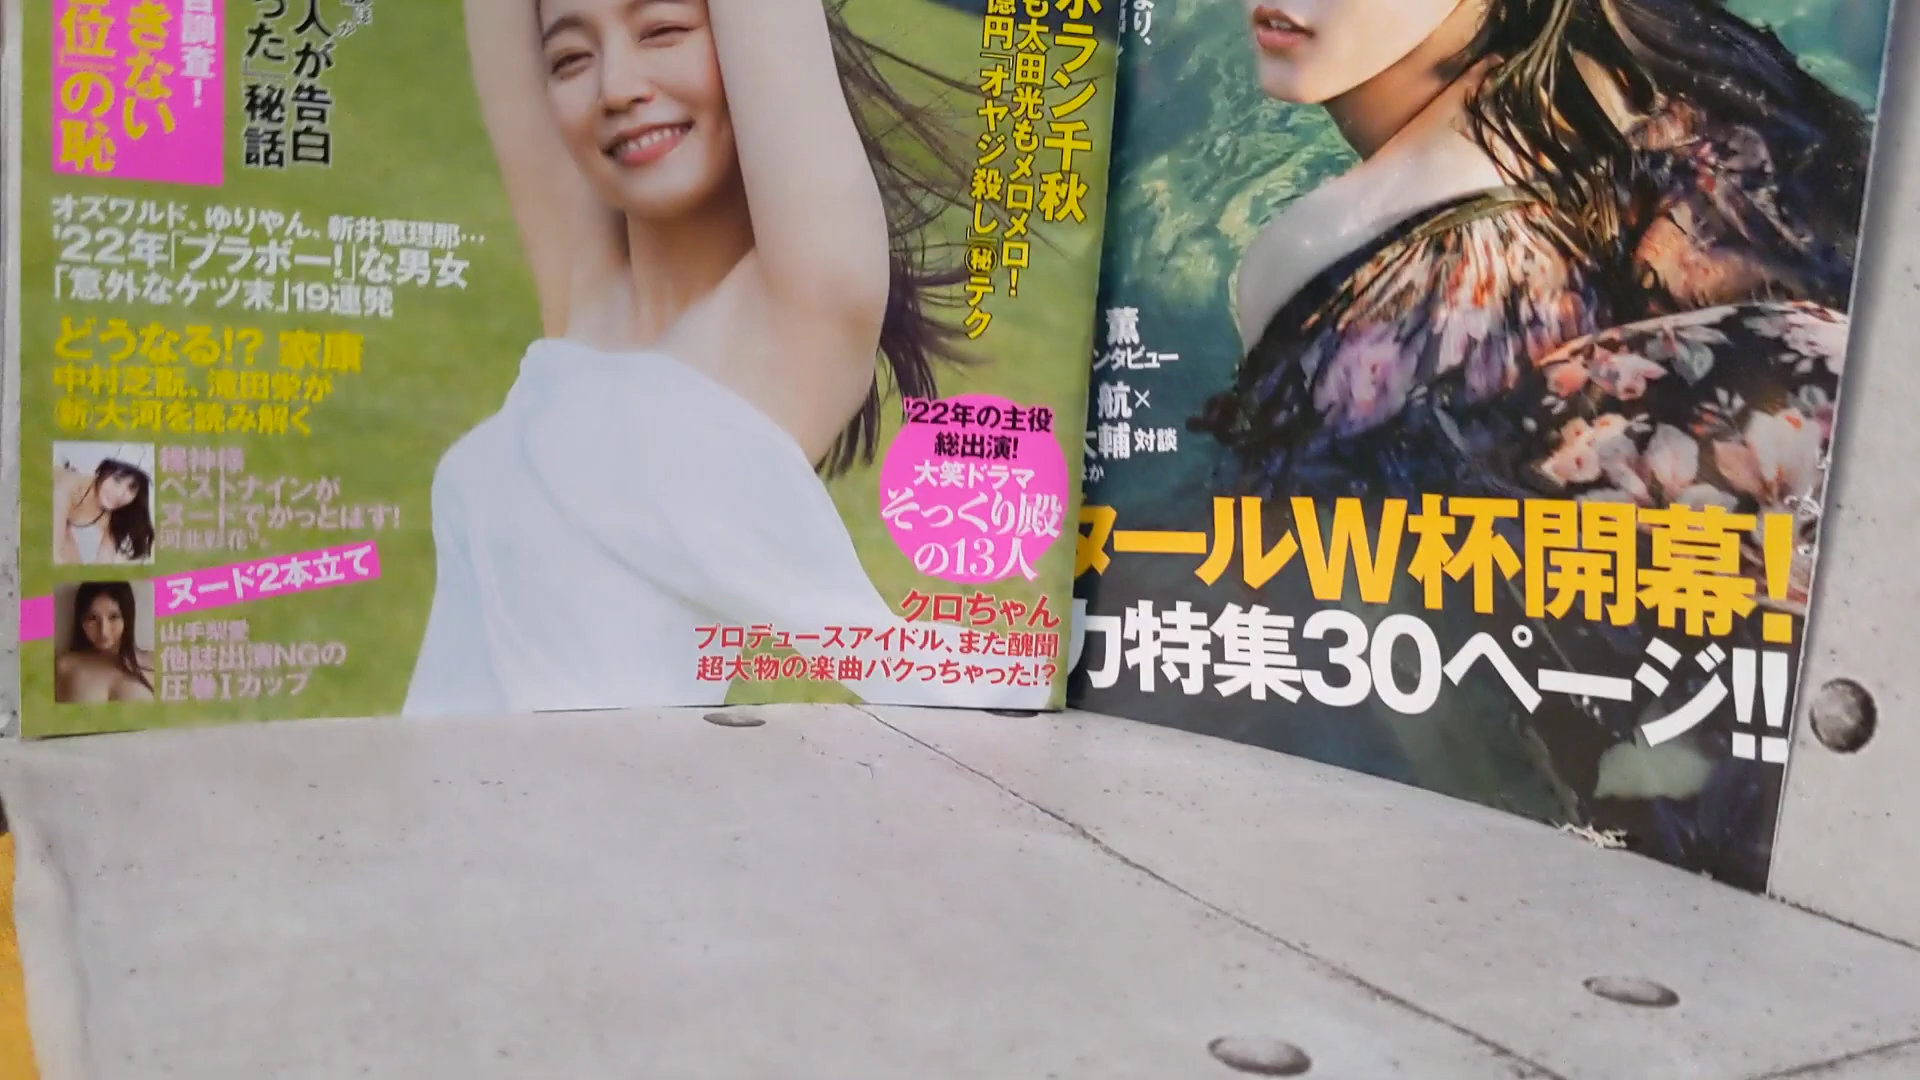 調査!
きない
位』の恥
人が告白
った『秘話
オズワルド、ゆりやん、新井恵理那…
'22年「ブラボー!」な男女
「意外なケツ末」19連発
どうなる!? 家康
中村芝翫、滝田栄が
新大河を読み解く
ベストナインが
ヌードでかっとばす!
河北彩花
ヌード2本立て
山手梨愛
他誌出演NGの
圧巻Iカップ
ホラン千秋
も太田光もメロメロ!
億円「オヤジ殺し」秘テク
'22年の主役
総出演!
大笑ドラマ
そっくり殿
の13人
クロちゃん
プロデュースアイドル、また醜聞
超大物の楽曲パクっちゃった!?
より、
薫
ンタビュー
航×
大輔 対談
タールW杯開幕!
力特集30ページ!!